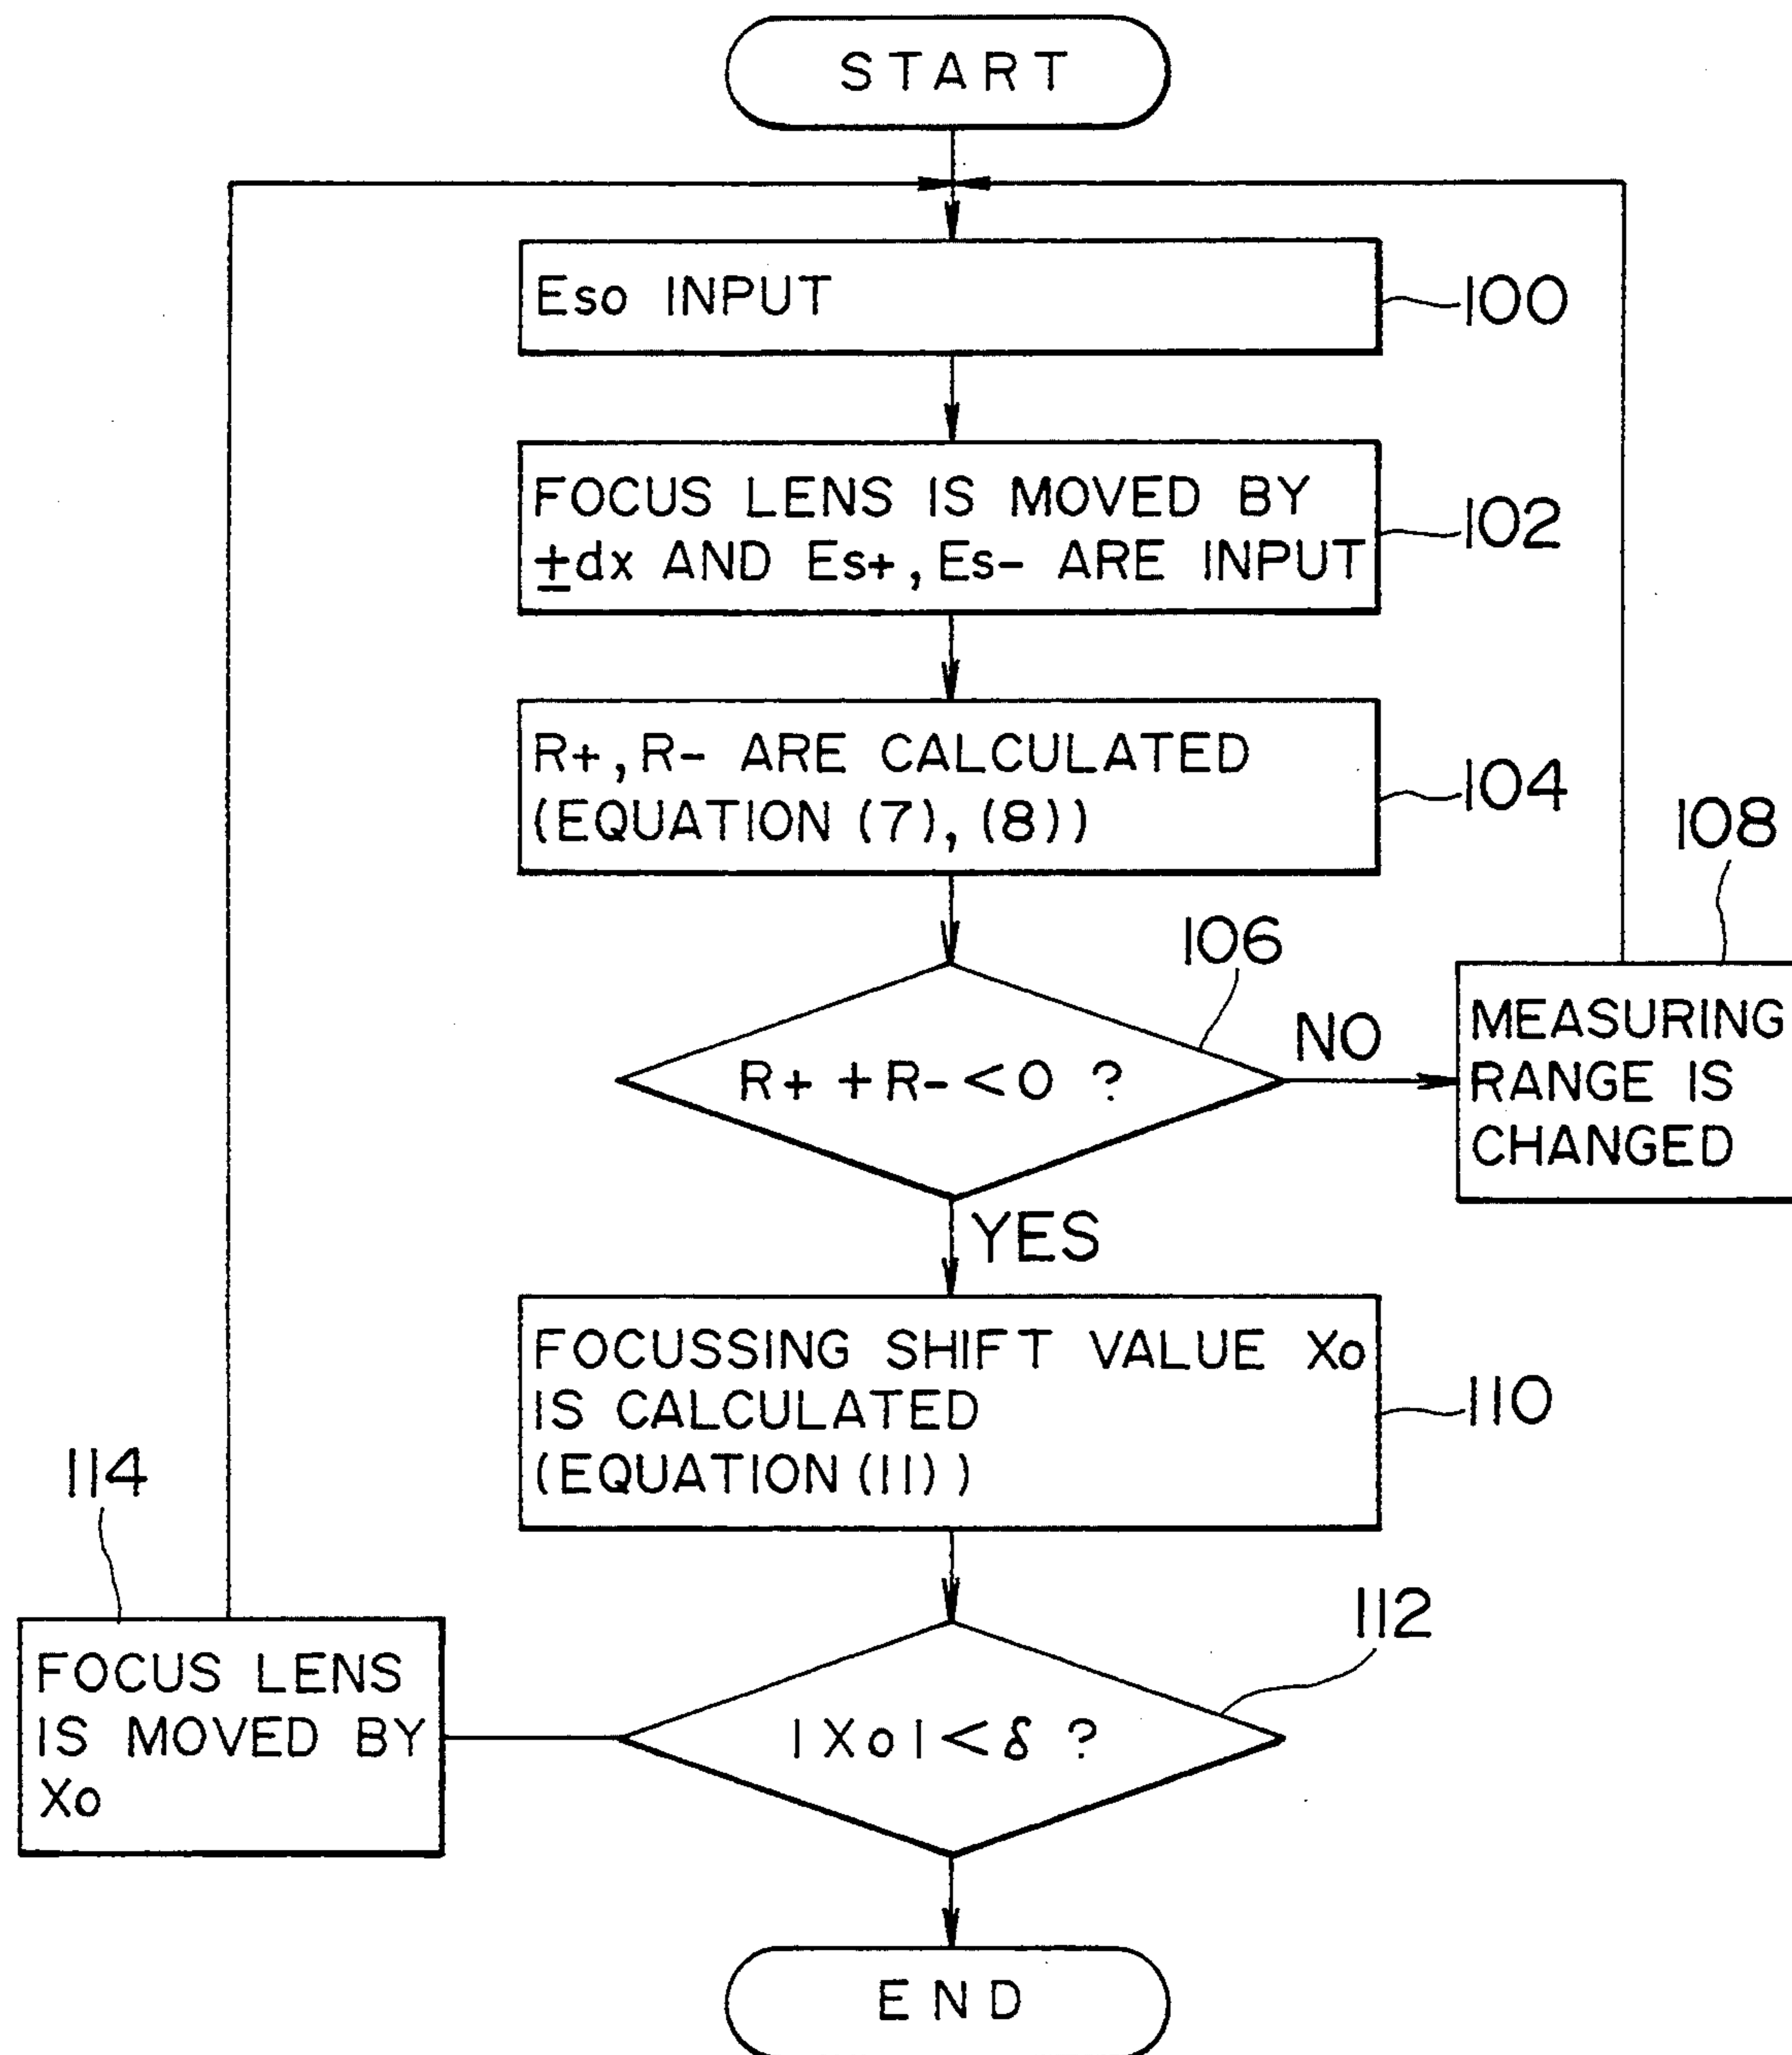 START
Eso INPUT
100
FOCUS LENS IS MOVED BY
±dx AND Es+, Es- ARE INPUT
102
R+, R- ARE CALCULATED
(EQUATION (7), (8))
104
106
R+ +R- <0 ?
NO
108
MEASURING
RANGE IS
CHANGED
YES
FOCUSSING SHIFT VALUE Xo
IS CALCULATED
(EQUATION (11))
110
112
|Xo| < δ ?
114
FOCUS LENS
IS MOVED BY
Xo
END